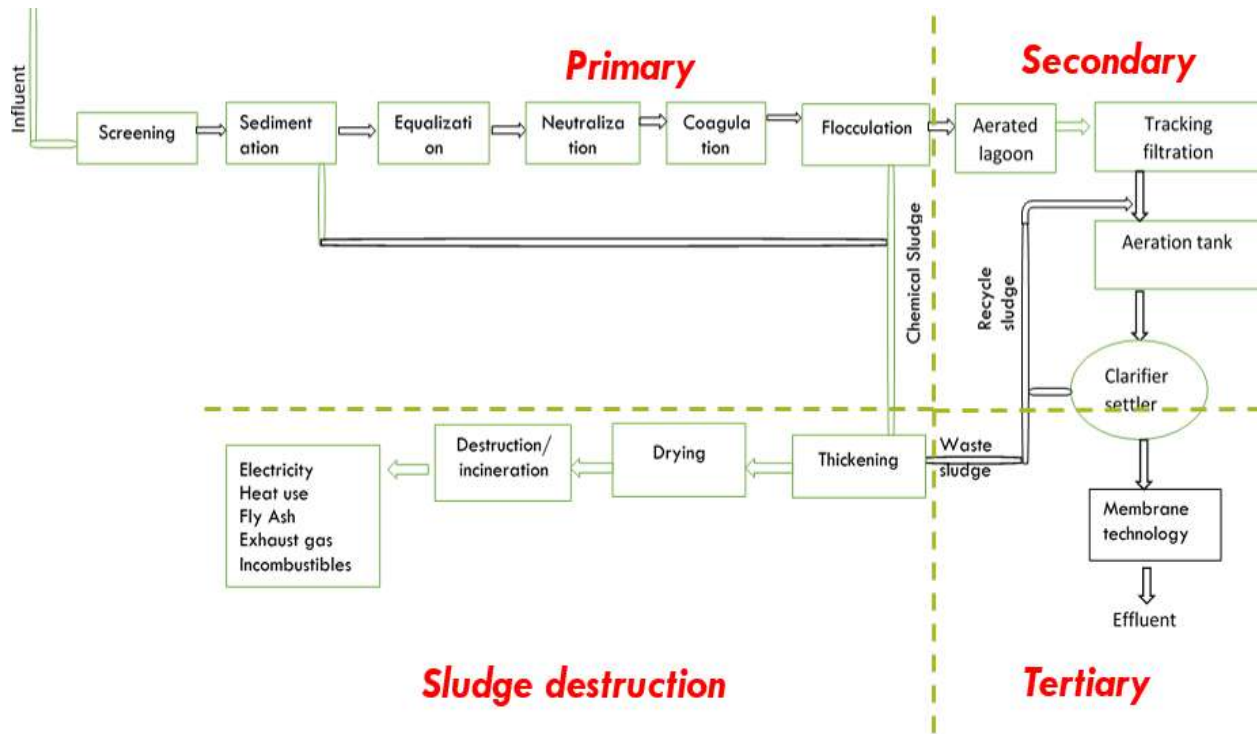 Primary
Secondary
Influent
Screening
Sediment
ation
Equalizati
on
Neutraliza
tion
Coagula
tion
Flocculation
Aerated
lagoon
Tracking
filtration
Chemical Sludge
Recycle
sludge
Aeration tank
Clarifier
settler
Electricity
Heat use
Fly Ash
Exhaust gas
Incombustibles
Destruction/
incineration
Drying
Thickening
Waste
sludge
Membrane
technology
Effluent
Sludge destruction
Tertiary